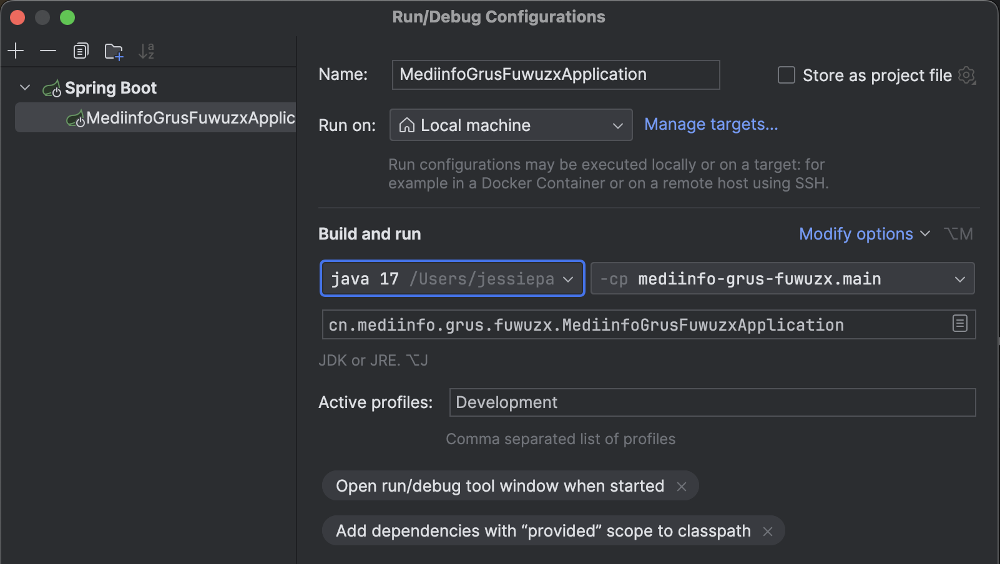 Run/Debug Configurations
Spring Boot
MediinfoGrusFuwuzxApplic
Name: MediinfoGrusFuwuzxApplication Store as project file
Run on: Local machine Manage targets...
Run configurations may be executed locally or on a target: for
example in a Docker Container or on a remote host using SSH.
Build and run Modify options ⌥M
java 17 /Users/jessiepa -cp mediinfo-grus-fuwuzx.main
cn.mediinfo.grus.fuwuzx.MediinfoGrusFuwuzxApplication
JDK or JRE. ⌥J
Active profiles: Development
Comma separated list of profiles
Open run/debug tool window when started ×
Add dependencies with “provided” scope to classpath ×